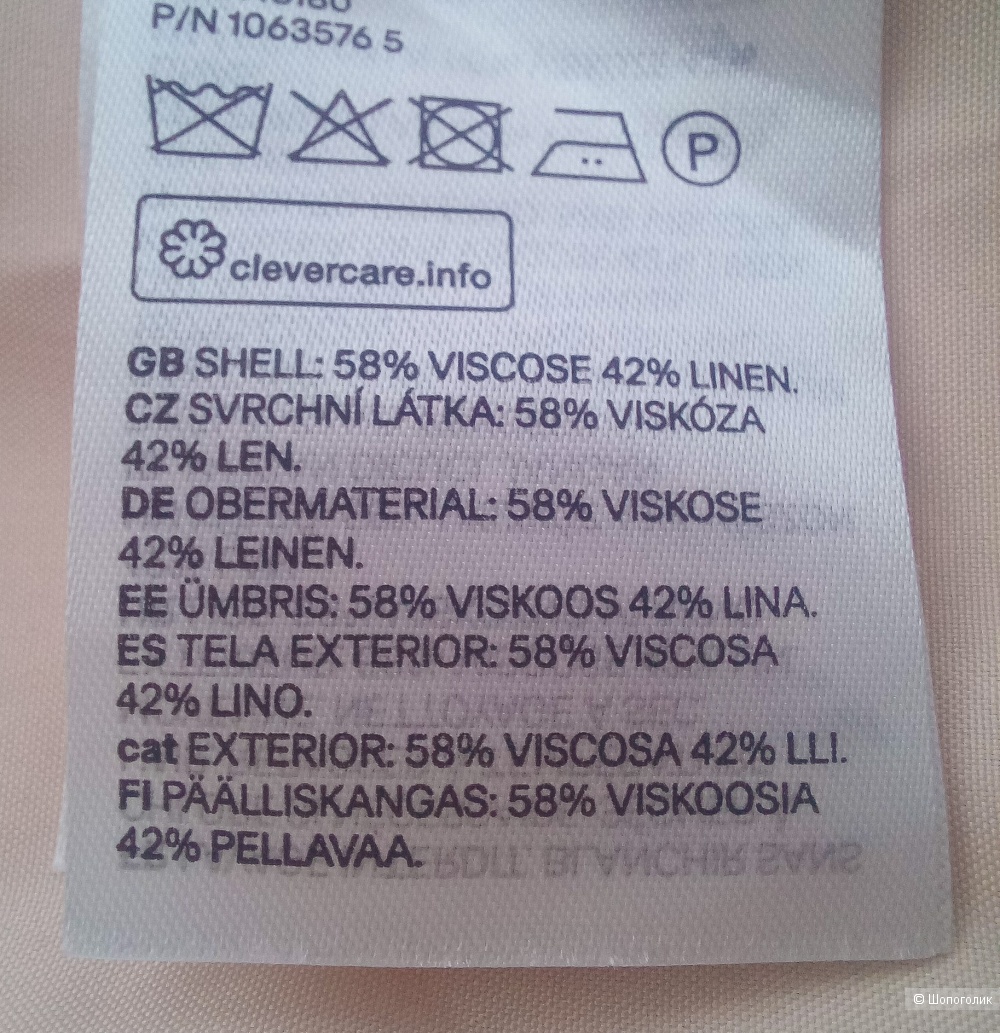 P/N 1063576 5
P
clevercare.info
GB SHELL: 58% VISCOSE 42% LINEN.
CZ SVRCHNÍ LÁTKA: 58% VISKÓZA
42% LEN.
DE OBERMATERIAL: 58% VISKOSE
42% LEINEN.
EE ÜMBRIS: 58% VISKOOS 42% LINA.
ES TELA EXTERIOR: 58% VISCOSA
42% LINO.
cat EXTERIOR: 58% VISCOSA 42% LLI.
FI PÄÄLLISKANGAS: 58% VISKOOSIA
42% PELLAVAA.
© Шопоголик